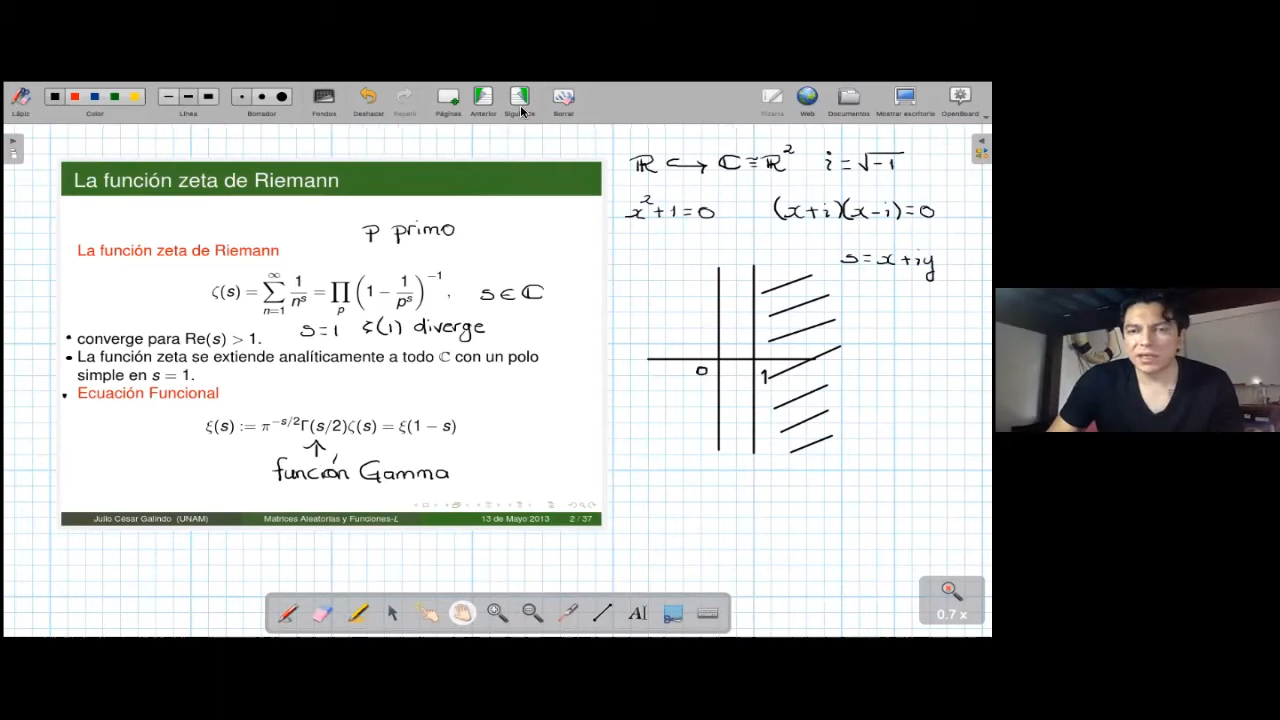 Lápiz
Color
Línea
Borrador
Fondos
Deshacer
Repetir
Páginas
Anterior
Borrar
Pizarra
Web
Documentos
Mostrar escritorio
OpenBoard
La función zeta de Riemann
p primo
La función zeta de Riemann
ζ(s) = ∑_{n=1}^{∞} 1/n^s = ∏_p (1 − 1/p^s)^{−1}, s ∈ ℂ
s=1 ζ(1) diverge
• converge para Re(s) > 1.
• La función zeta se extiende analíticamente a todo ℂ con un polo
simple en s = 1.
• Ecuación Funcional
ξ(s) := π^{−s/2}Γ(s/2)ζ(s) = ξ(1 − s)
↑
función Gamma
Julio César Galindo (UNAM)
Matrices Aleatorias y Funciones-L
13 de Mayo 2013
2 / 37
ℝ ↪ ℂ ≅ ℝ² i = √−1
x² + 1 = 0 (x+i)(x−i) = 0
s = x + iy
0
1
AI
0.7 x